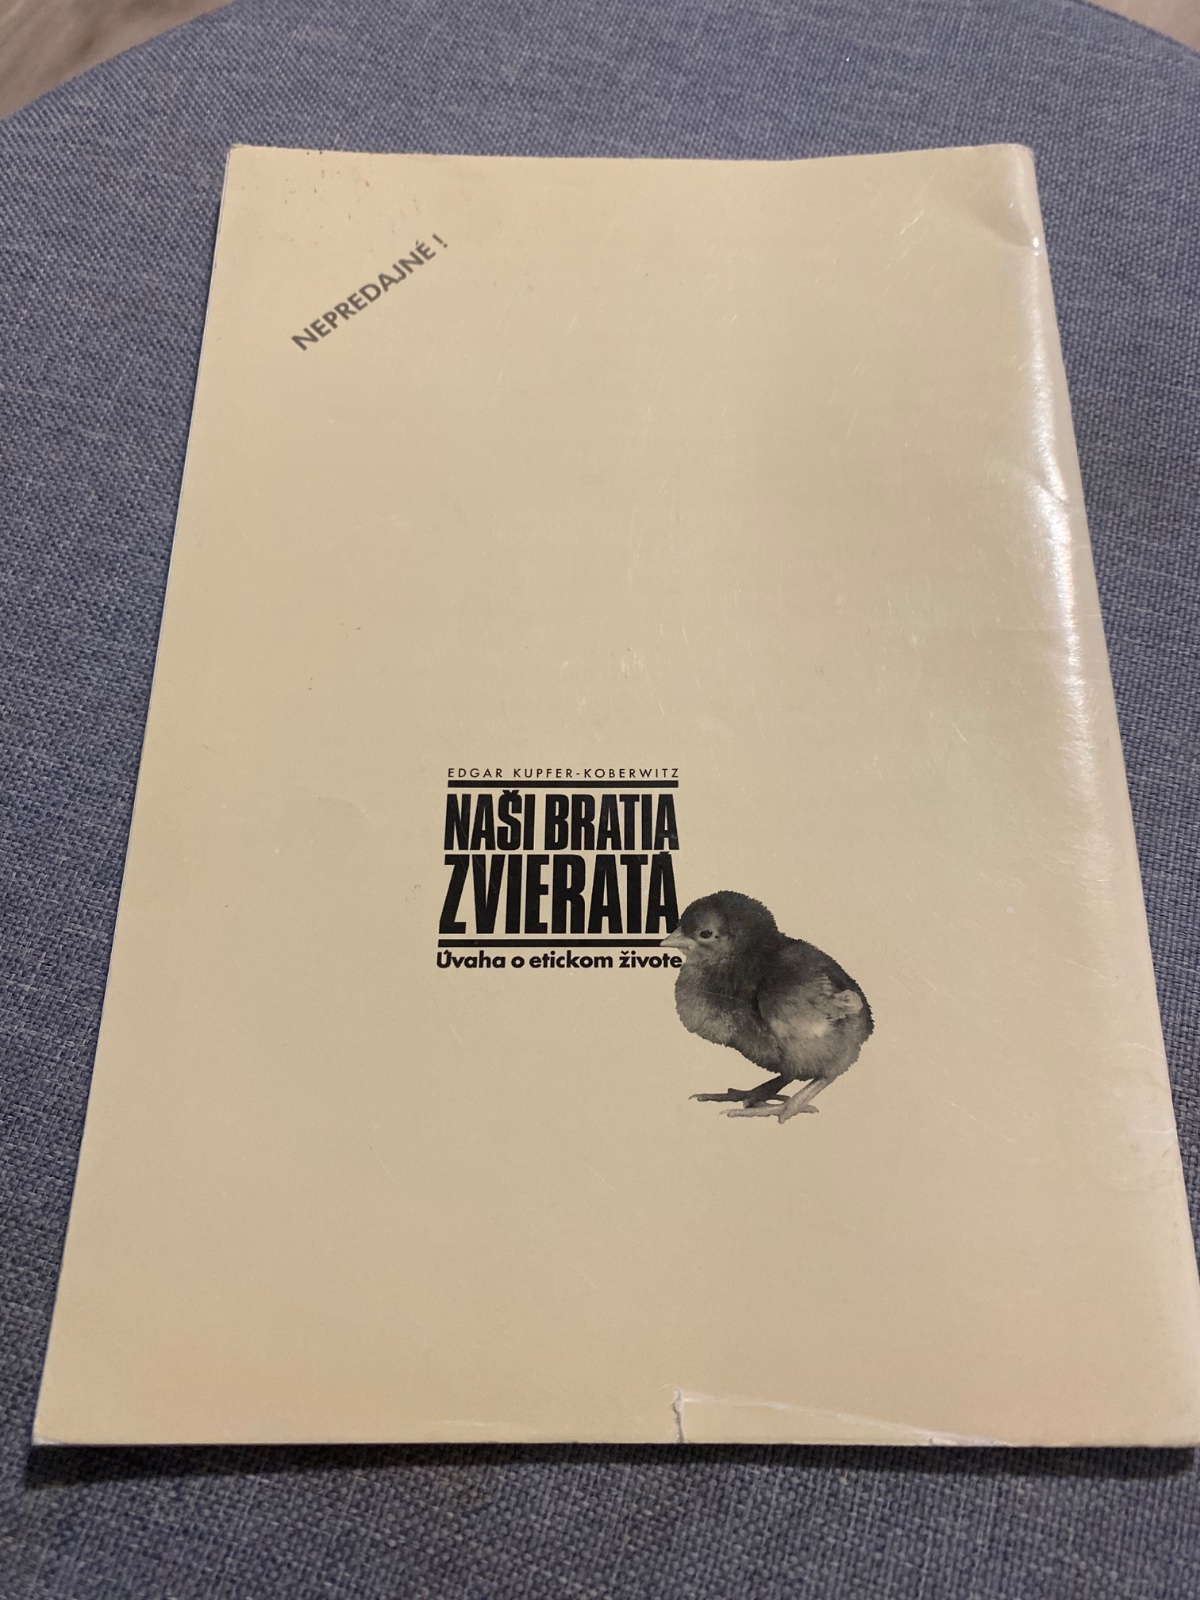 NEPREDAJNÉ !
EDGAR KUPFER-KOBERWITZ
NAŠI BRATIA
ZVIERATÁ
Úvaha o etickom živote